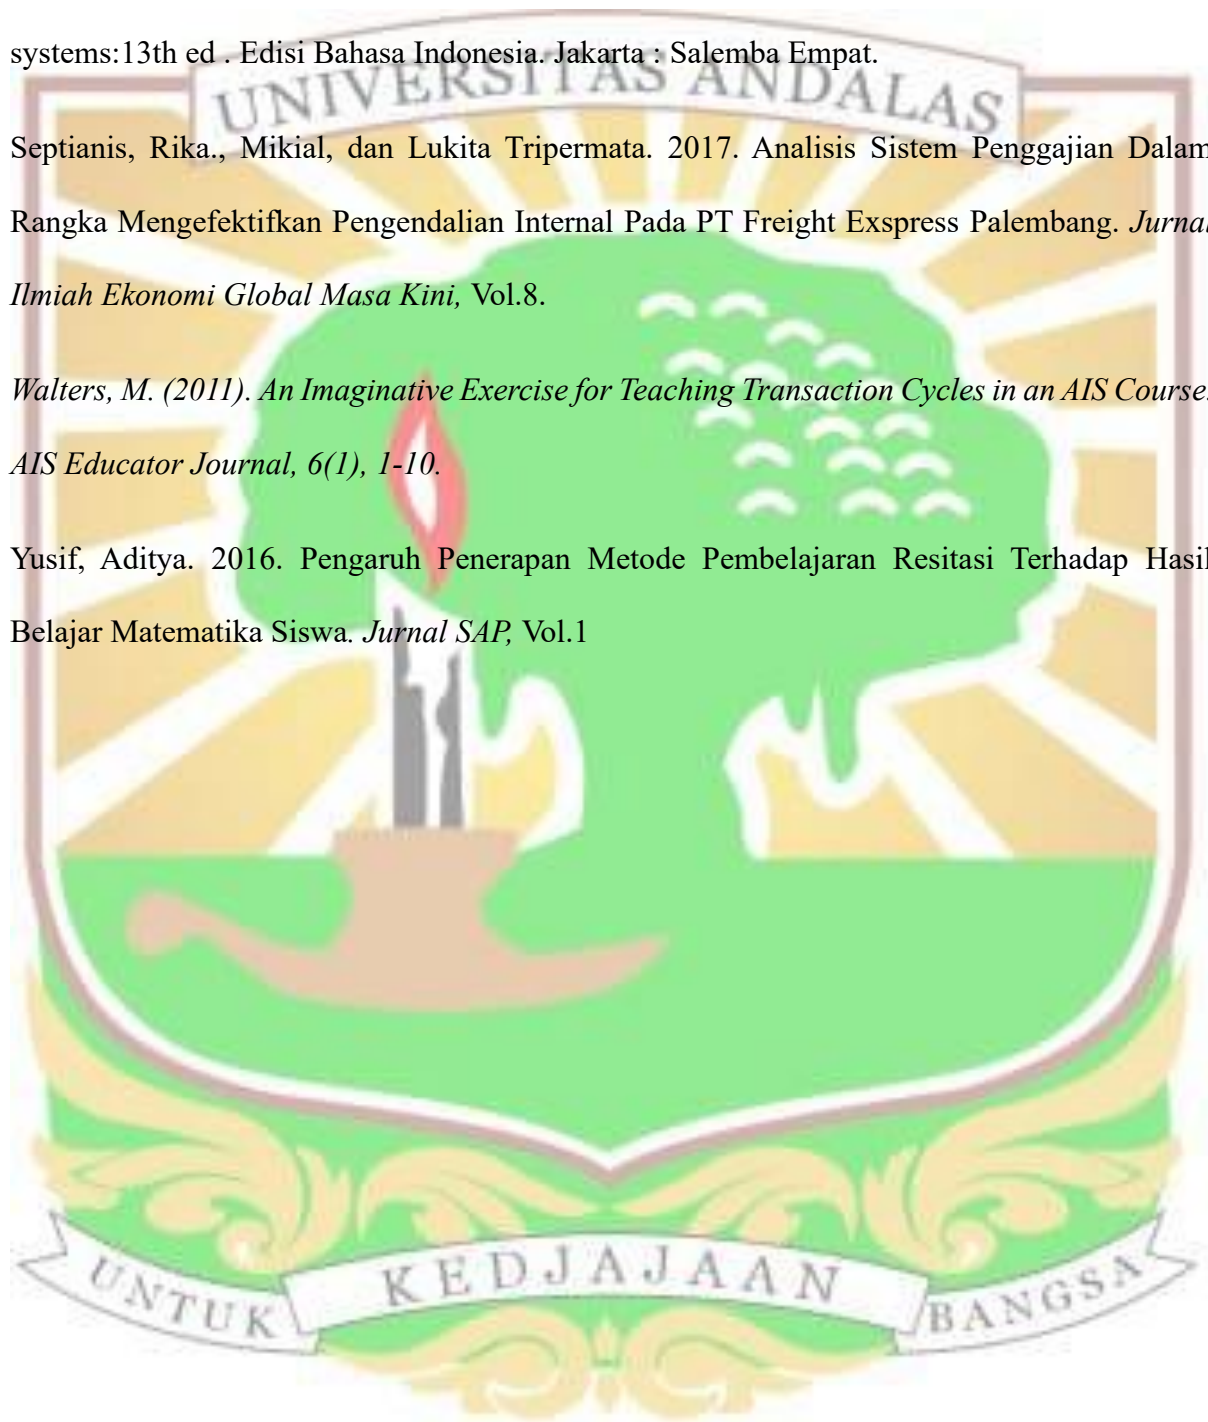 systems:13th ed . Edisi Bahasa Indonesia. Jakarta : Salemba Empat.
UNIVERSITAS ANDALAS
Septianis, Rika., Mikial, dan Lukita Tripermata. 2017. Analisis Sistem Penggajian Dalam
Rangka Mengefektifkan Pengendalian Internal Pada PT Freight Exspress Palembang. Jurnal
Ilmiah Ekonomi Global Masa Kini, Vol.8.
Walters, M. (2011). An Imaginative Exercise for Teaching Transaction Cycles in an AIS Course.
AIS Educator Journal, 6(1), 1-10.
Yusif, Aditya. 2016. Pengaruh Penerapan Metode Pembelajaran Resitasi Terhadap Hasil
Belajar Matematika Siswa. Jurnal SAP, Vol.1
UNTUK KEDJAJAAN BANGSA